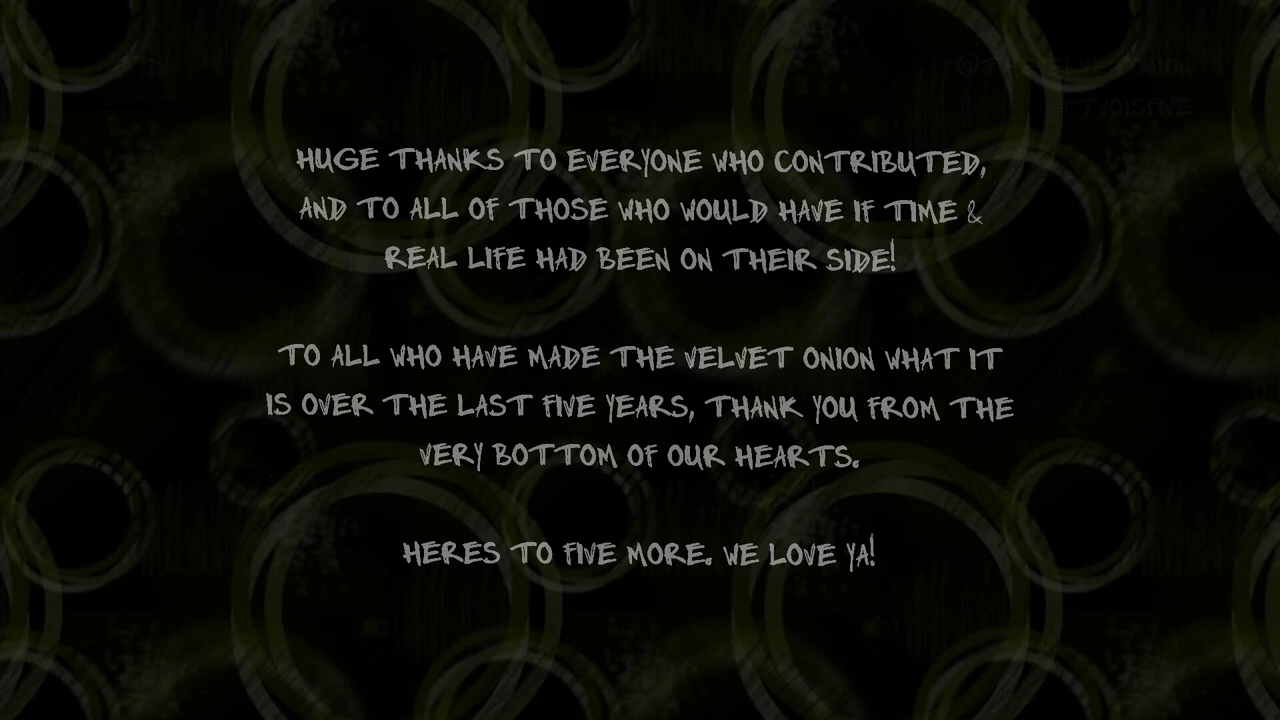 @THEVELVETONION
#TVOISFIVE
HUGE THANKS TO EVERYONE WHO CONTRIBUTED,
AND TO ALL OF THOSE WHO WOULD HAVE IF TIME &
REAL LIFE HAD BEEN ON THEIR SIDE!
TO ALL WHO HAVE MADE THE VELVET ONION WHAT IT
IS OVER THE LAST FIVE YEARS, THANK YOU FROM THE
VERY BOTTOM OF OUR HEARTS.
HERES TO FIVE MORE. WE LOVE YA!